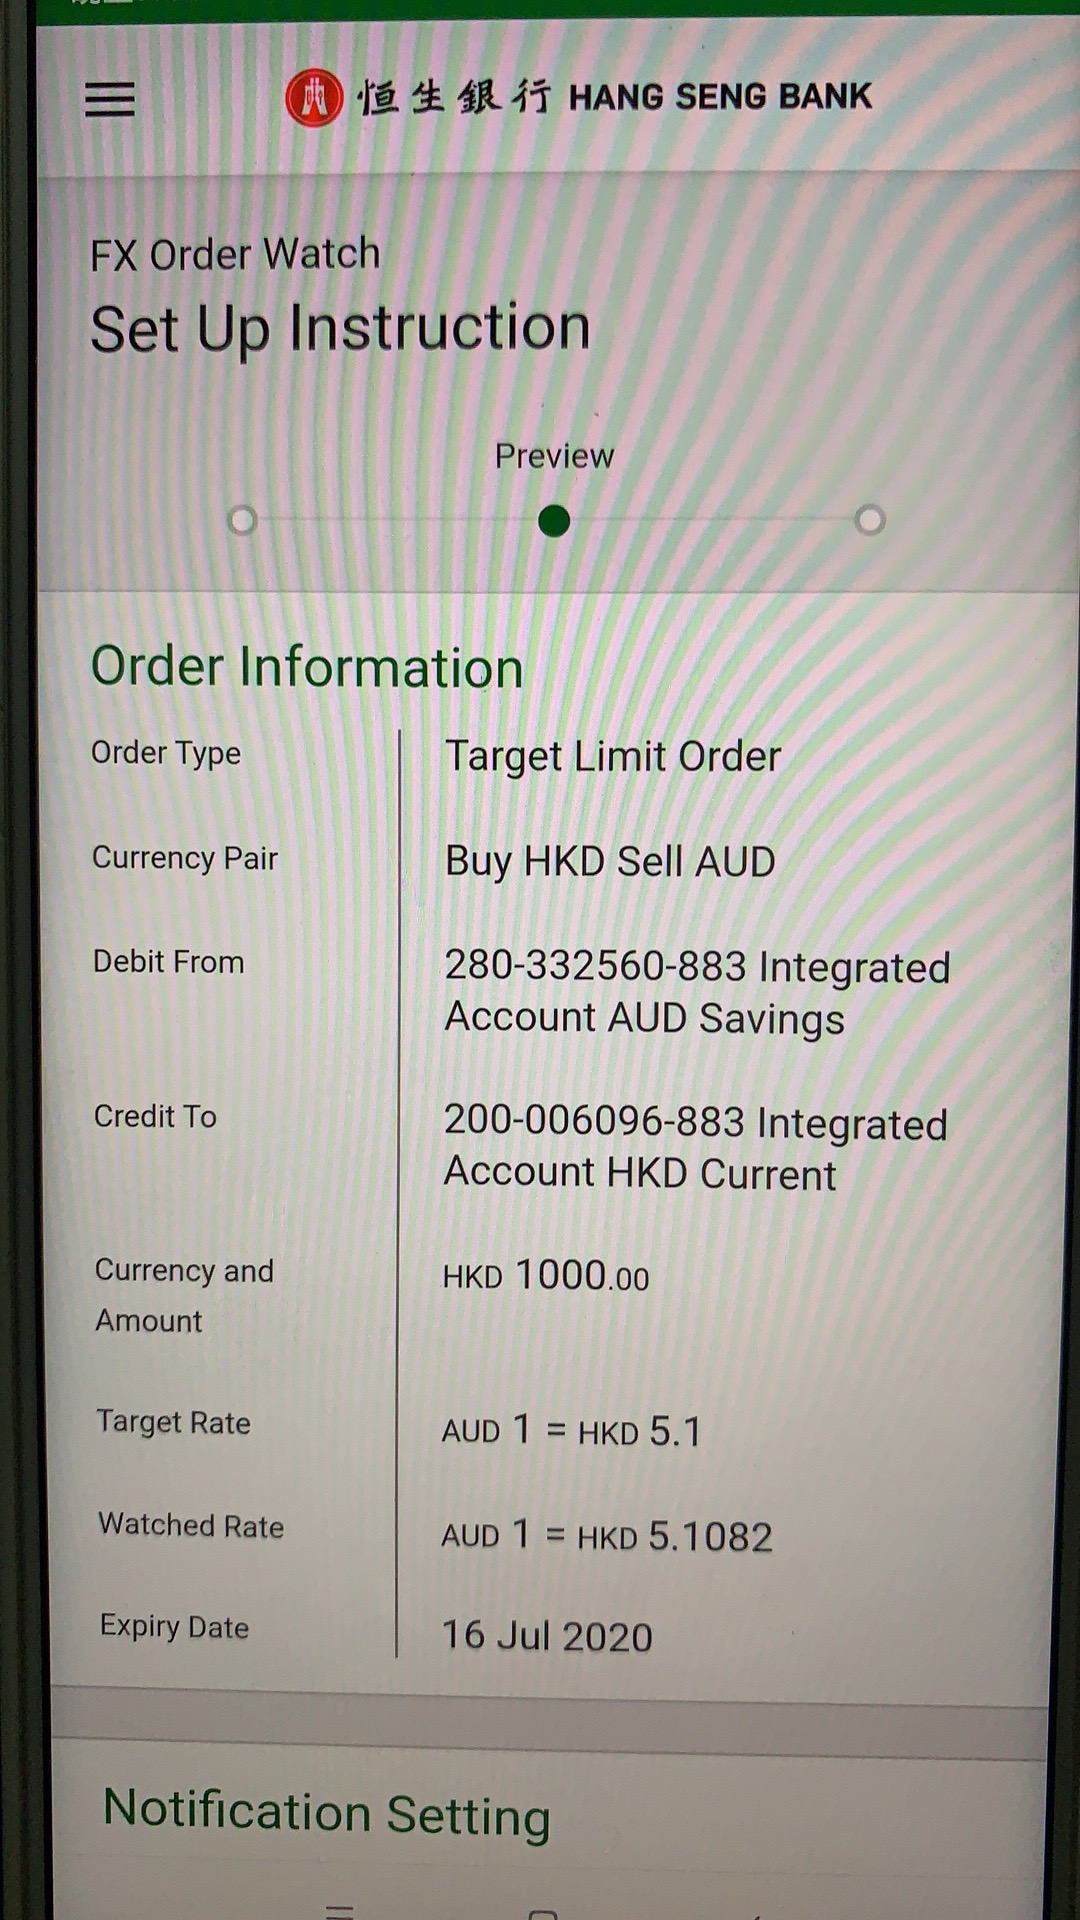 恒生銀行 HANG SENG BANK
FX Order Watch
Set Up Instruction
Preview
Order Information
Order Type
Target Limit Order
Currency Pair
Buy HKD Sell AUD
Debit From
280-332560-883 Integrated
Account AUD Savings
Credit To
200-006096-883 Integrated
Account HKD Current
Currency and
Amount
HKD 1000.00
Target Rate
AUD 1 = HKD 5.1
Watched Rate
AUD 1 = HKD 5.1082
Expiry Date
16 Jul 2020
Notification Setting